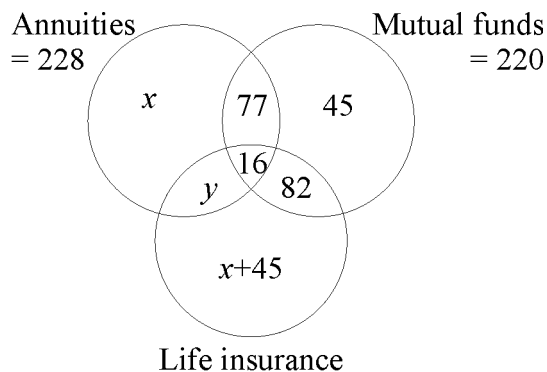 Annuities
= 228
Mutual funds
= 220
x
77
45
16
y
82
x+45
Life insurance